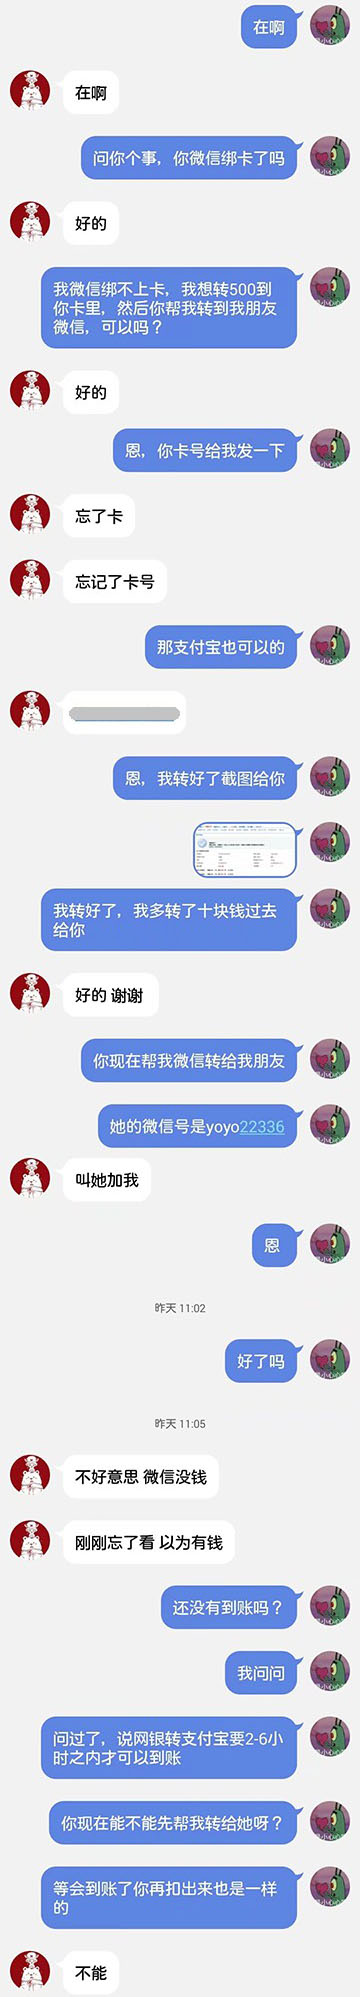 在啊
在啊
问你个事，你微信绑卡了吗
好的
我微信绑不上卡，我想转500到
你卡里，然后你帮我转到我朋友
微信，可以吗？
好的
恩，你卡号给我发一下
忘了卡
忘记了卡号
那支付宝也可以的
恩，我转好了截图给你
我转好了，我多转了十块钱过去
给你
好的 谢谢
你现在帮我微信转给我朋友
她的微信号是yoyo22336
叫她加我
恩
昨天 11:02
好了吗
昨天 11:05
不好意思 微信没钱
刚刚忘了看 以为有钱
还没有到账吗？
我问问
问过了，说网银转支付宝要2-6小
时之内才可以到账
你现在能不能先帮我转给她呀？
等会到账了你再扣出来也是一样
的
不能